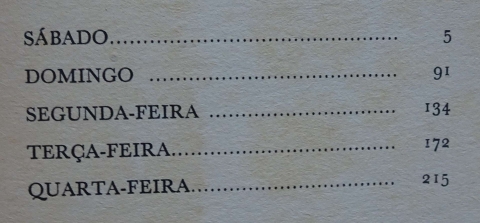 SÁBADO........................................ 5
DOMINGO ................................... 91
SEGUNDA-FEIRA .......................... 134
TERÇA-FEIRA................................ 172
QUARTA-FEIRA............................. 215